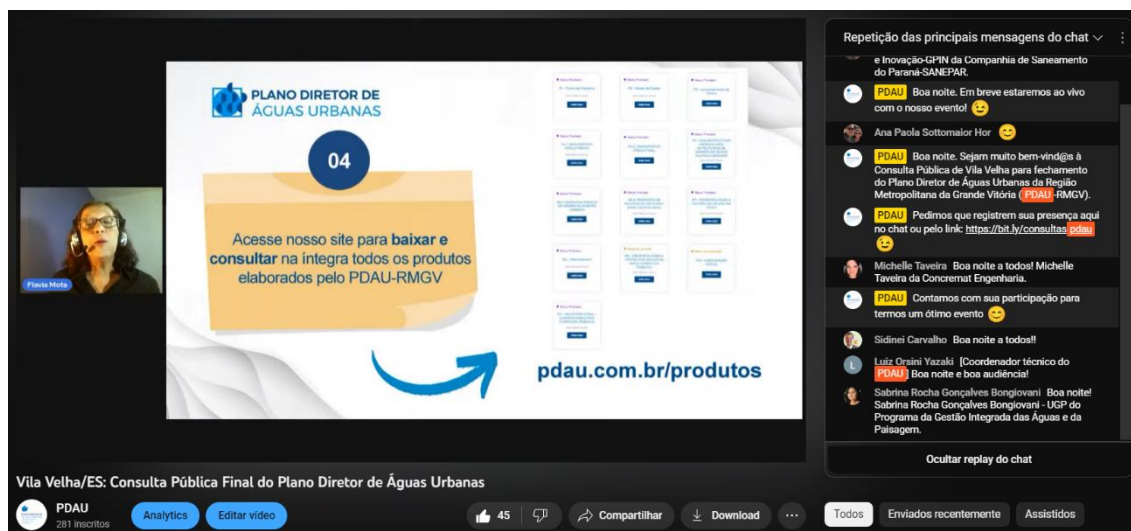 PLANO DIRETOR DE
ÁGUAS URBANAS
04
Acesse nosso site para baixar e
consultar na íntegra todos os produtos
elaborados pelo PDAU-RMGV
pdau.com.br/produtos
Flavia Mota
Repetição das principais mensagens do chat
e Inovação-GPIN da Companhia de Saneamento
do Paraná-SANEPAR.
PDAU Boa noite. Em breve estaremos ao vivo
com o nosso evento! 😉
Ana Paola Sottomaior Hor 😊
PDAU Boa noite. Sejam muito bem-vind@s à
Consulta Pública de Vila Velha para fechamento
do Plano Diretor de Águas Urbanas da Região
Metropolitana da Grande Vitória (PDAU-RMGV).
PDAU Pedimos que registrem sua presença aqui
no chat ou pelo link: https://bit.ly/consultaspdau
😉
Michelle Taveira Boa noite a todos! Michelle
Taveira da Concremat Engenharia.
PDAU Contamos com sua participação para
termos um ótimo evento 😊
Sidinei Carvalho Boa noite a todos!!
L
Luiz Orsini Yazaki [Coordenador técnico do
PDAU] Boa noite e boa audiência!
Sabrina Rocha Gonçalves Bongiovani Boa noite!
Sabrina Rocha Gonçalves Bongiovani - UGP do
Programa da Gestão Integrada das Águas e da
Paisagem.
Ocultar replay do chat
Vila Velha/ES: Consulta Pública Final do Plano Diretor de Águas Urbanas
PDAU
281 inscritos
Analytics
Editar vídeo
45
Compartilhar
Download
Todos
Enviados recentemente
Assistidos